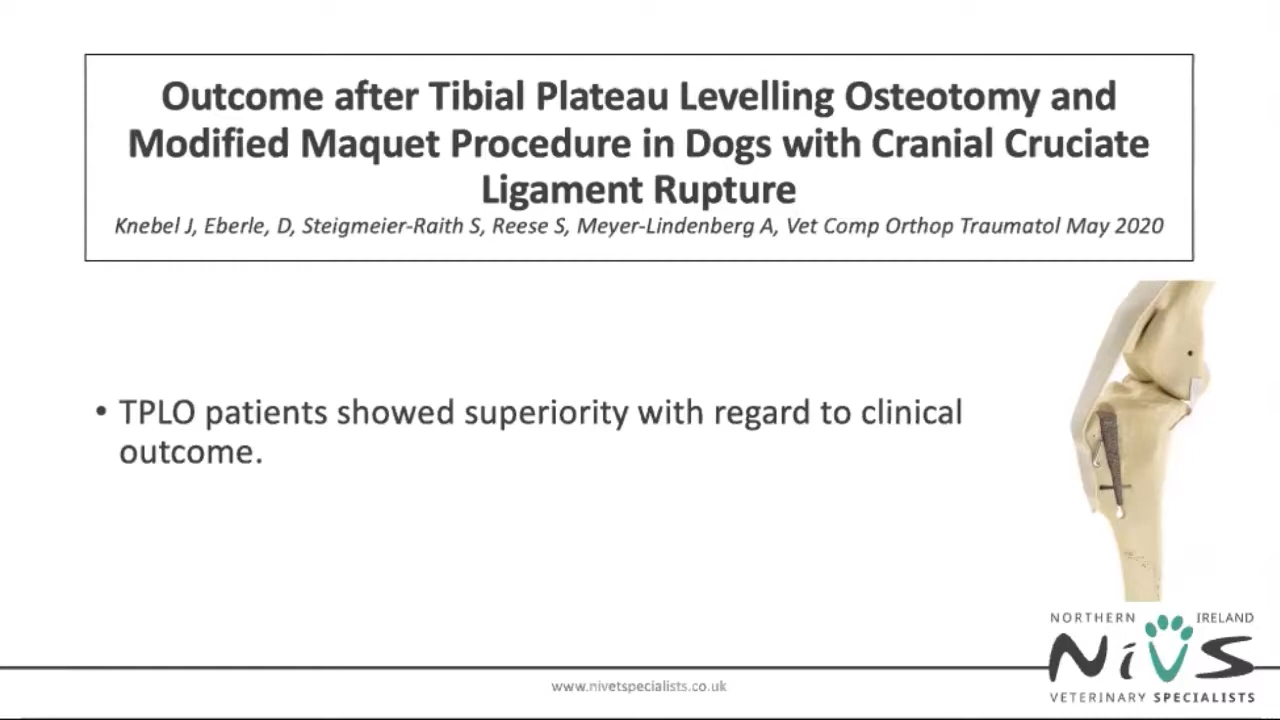 Outcome after Tibial Plateau Levelling Osteotomy and
Modified Maquet Procedure in Dogs with Cranial Cruciate
Ligament Rupture
Knebel J, Eberle, D, Steigmeier-Raith S, Reese S, Meyer-Lindenberg A, Vet Comp Orthop Traumatol May 2020
• TPLO patients showed superiority with regard to clinical
outcome.
NORTHERN IRELAND
NiVS
VETERINARY SPECIALISTS
www.nivetspecialists.co.uk